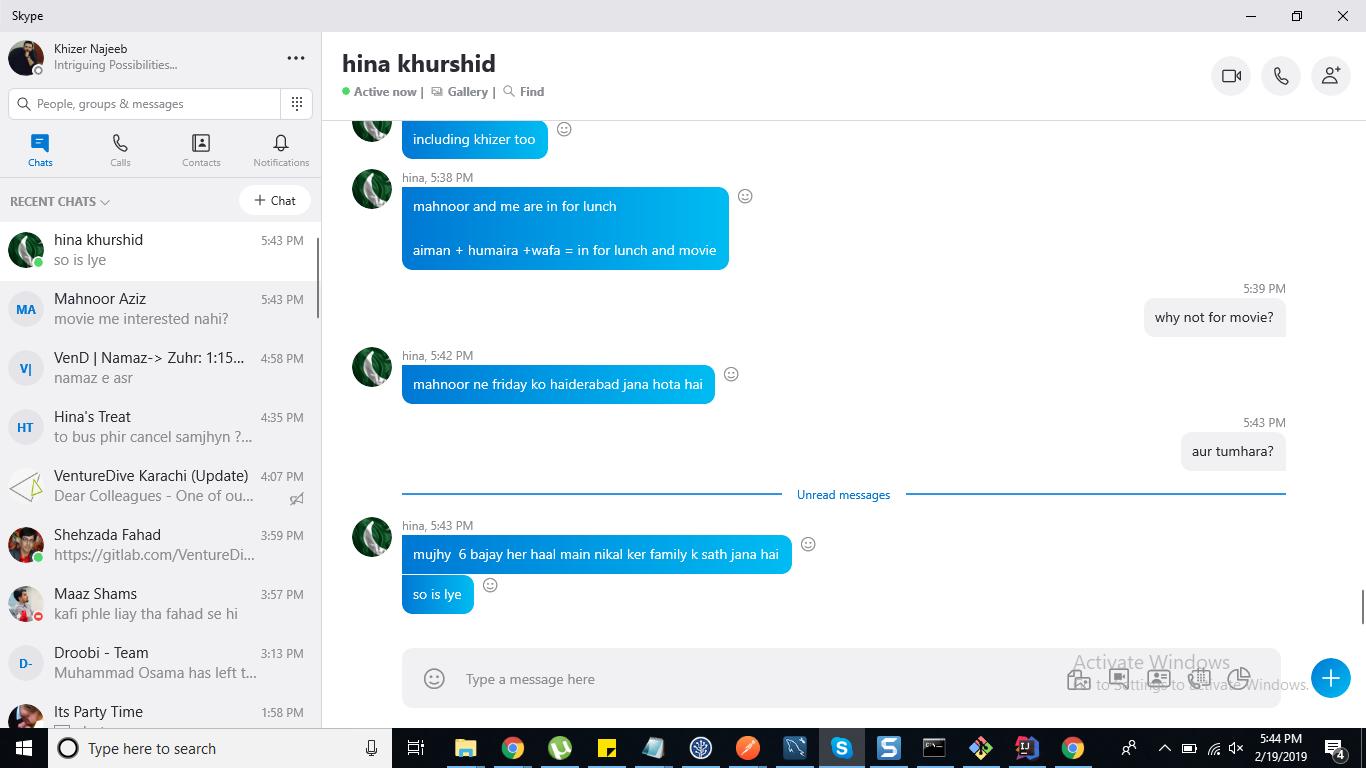 Skype
Khizer Najeeb
Intriguing Possibilities...
People, groups & messages
Chats
Calls
Contacts
Notifications
RECENT CHATS
+ Chat
hina khurshid
5:43 PM
so is lye
MA
Mahnoor Aziz
5:43 PM
movie me interested nahi?
V|
VenD | Namaz-> Zuhr: 1:15...
4:58 PM
namaz e asr
HT
Hina's Treat
4:35 PM
to bus phir cancel samjhyn ?...
VentureDive Karachi (Update)
4:07 PM
Dear Colleagues - One of ou...
Shehzada Fahad
3:59 PM
https://gitlab.com/VentureDi...
Maaz Shams
3:57 PM
kafi phle liay tha fahad se hi
D-
Droobi - Team
3:13 PM
Muhammad Osama has left t...
Its Party Time
1:58 PM
hina khurshid
Active now | Gallery | Find
including khizer too
hina, 5:38 PM
mahnoor and me are in for lunch
aiman + humaira +wafa = in for lunch and movie
5:39 PM
why not for movie?
hina, 5:42 PM
mahnoor ne friday ko haiderabad jana hota hai
5:43 PM
aur tumhara?
Unread messages
hina, 5:43 PM
mujhy 6 bajay her haal main nikal ker family k sath jana hai
so is lye
Type a message here
Activate Windows
to Settings to activate Windows.
Type here to search
S
S
IJ
5:44 PM
2/19/2019
4